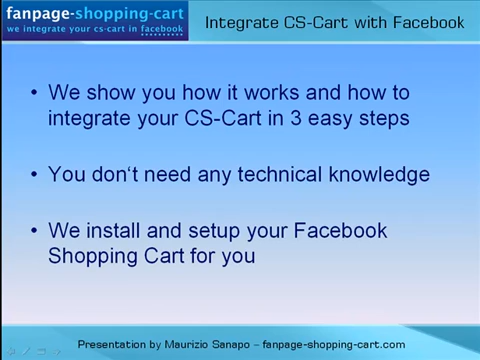 fanpage-shopping-cart
we integrate your cs-cart in facebook
Integrate CS-Cart with Facebook
• We show you how it works and how to
integrate your CS-Cart in 3 easy steps
• You don‘t need any technical knowledge
• We install and setup your Facebook
Shopping Cart for you
Presentation by Maurizio Sanapo – fanpage-shopping-cart.com